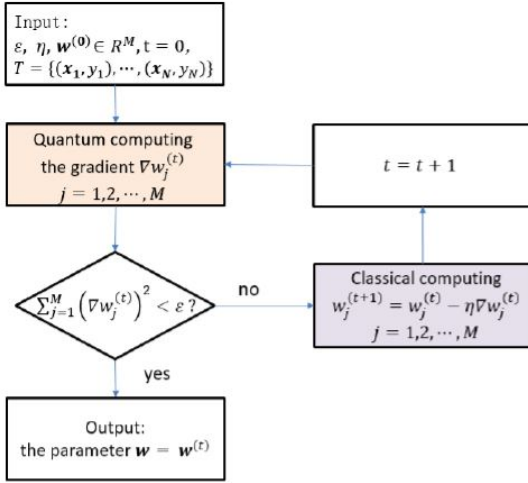 Input:
ε, η, w⁽⁰⁾ ∈ Rᴹ, t = 0,
T = {(x₁, y₁), ⋯, (x_N, y_N)}
Quantum computing
the gradient ∇w_j^(t)
j = 1,2, ⋯, M
t = t + 1
∑_{j=1}^{M} (∇w_j^(t))² < ε ?
no
Classical computing
w_j^(t+1) = w_j^(t) − η∇w_j^(t)
j = 1,2, ⋯, M
yes
Output:
the parameter w = w^(t)